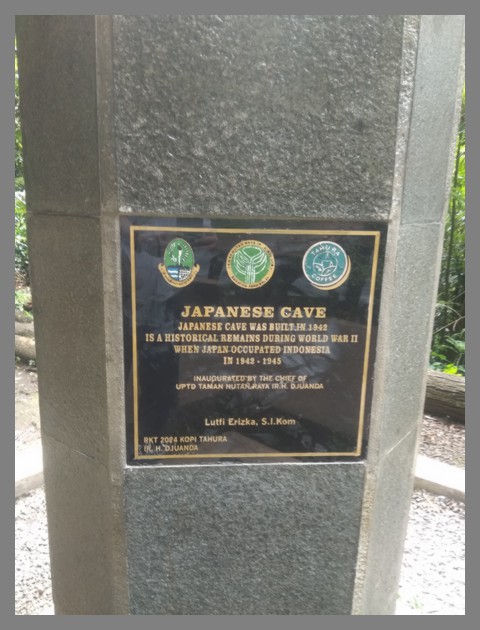 TAHURA
COFFEE
JAPANESE CAVE
JAPANESE CAVE WAS BUILT IN 1942
IS A HISTORICAL REMAINS DURING WORLD WAR II
WHEN JAPAN OCCUPATED INDONESIA
IN 1942 - 1945
INAUGURATED BY THE CHIEF OF
UPTD TAMAN HUTAN RAYA IR H. DJUANDA
Lutfi Erizka, S.I.Kom
RKT 2024 KOPI TAHURA
IR. H. DJUANDA